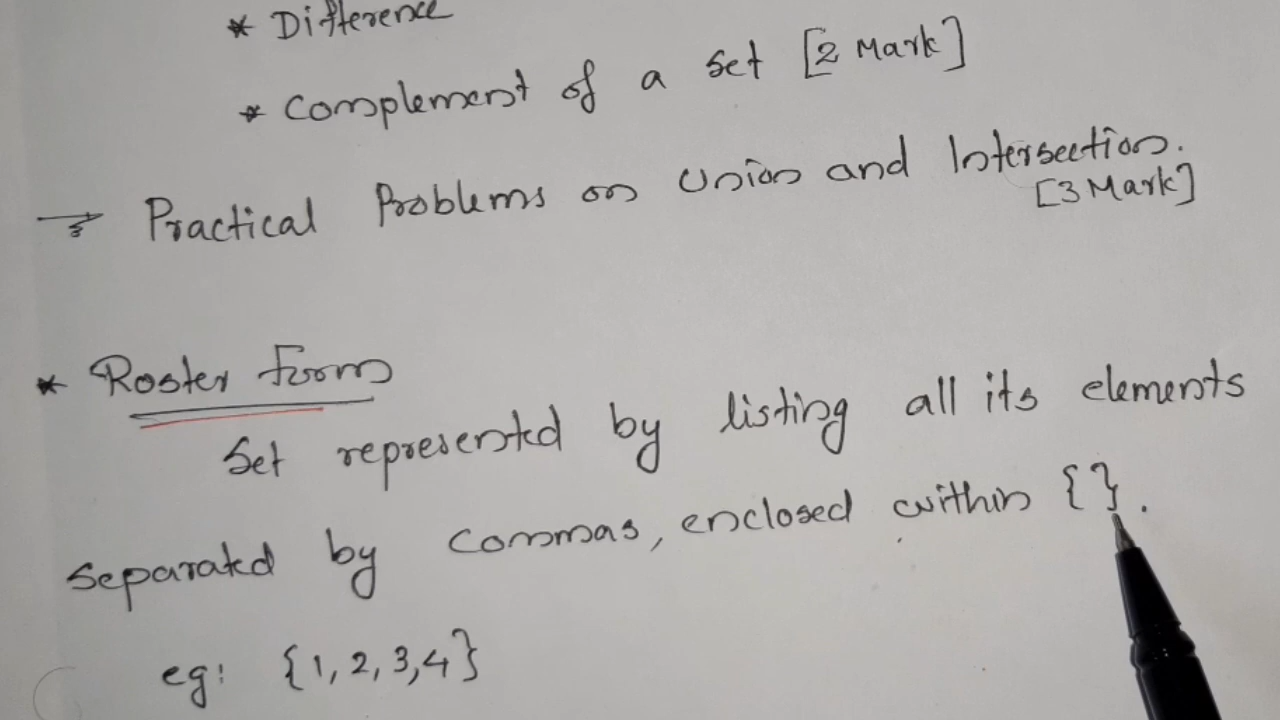 * Difference
* Complement of a set [2 Mark]
→ Practical Problems on Union and Intersection.
[3 Mark]
* Roster Form
Set represented by listing all its elements
separated by commas, enclosed within { }.
eg: {1, 2, 3, 4}